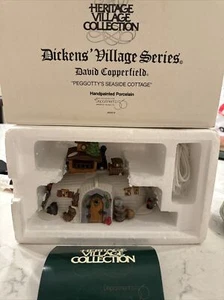 HERITAGE
VILLAGE
COLLECTION
Dickens' Village Series®
David Copperfield
"PEGGOTTY'S SEASIDE COTTAGE"
Handpainted Porcelain
HERITAGE
VILLAGE
COLLECTION